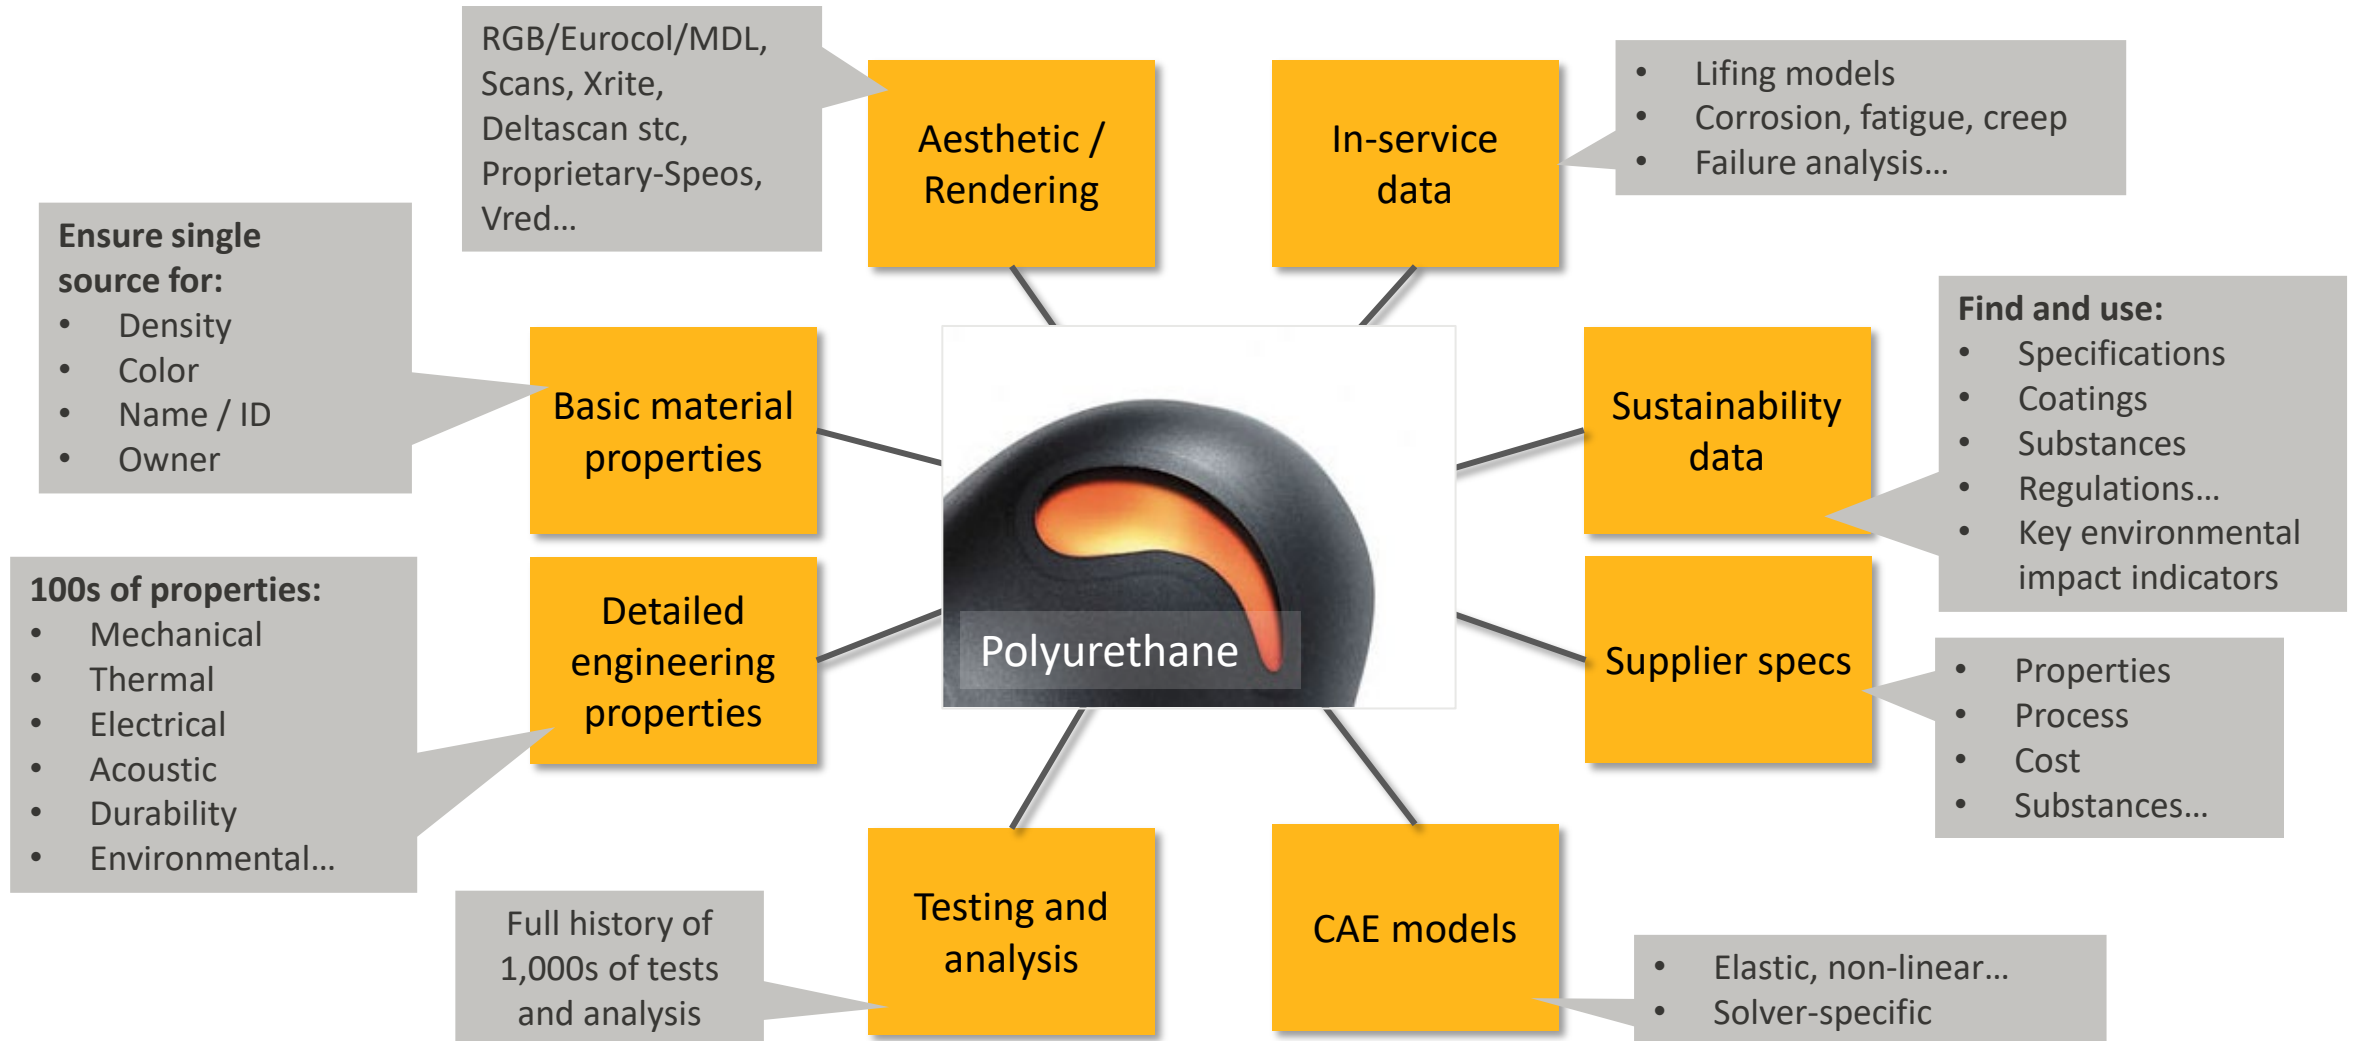 RGB/Eurocol/MDL,
Scans, Xrite,
Deltascan stc,
Proprietary-Speos,
Vred…
Aesthetic /
Rendering
In-service
data
• Lifing models
• Corrosion, fatigue, creep
• Failure analysis…
Ensure single
source for:
• Density
• Color
• Name / ID
• Owner
Basic material
properties
Sustainability
data
Find and use:
• Specifications
• Coatings
• Substances
• Regulations…
• Key environmental
impact indicators
100s of properties:
• Mechanical
• Thermal
• Electrical
• Acoustic
• Durability
• Environmental…
Detailed
engineering
properties
Polyurethane
Supplier specs
• Properties
• Process
• Cost
• Substances…
Full history of
1,000s of tests
and analysis
Testing and
analysis
CAE models
• Elastic, non-linear…
• Solver-specific